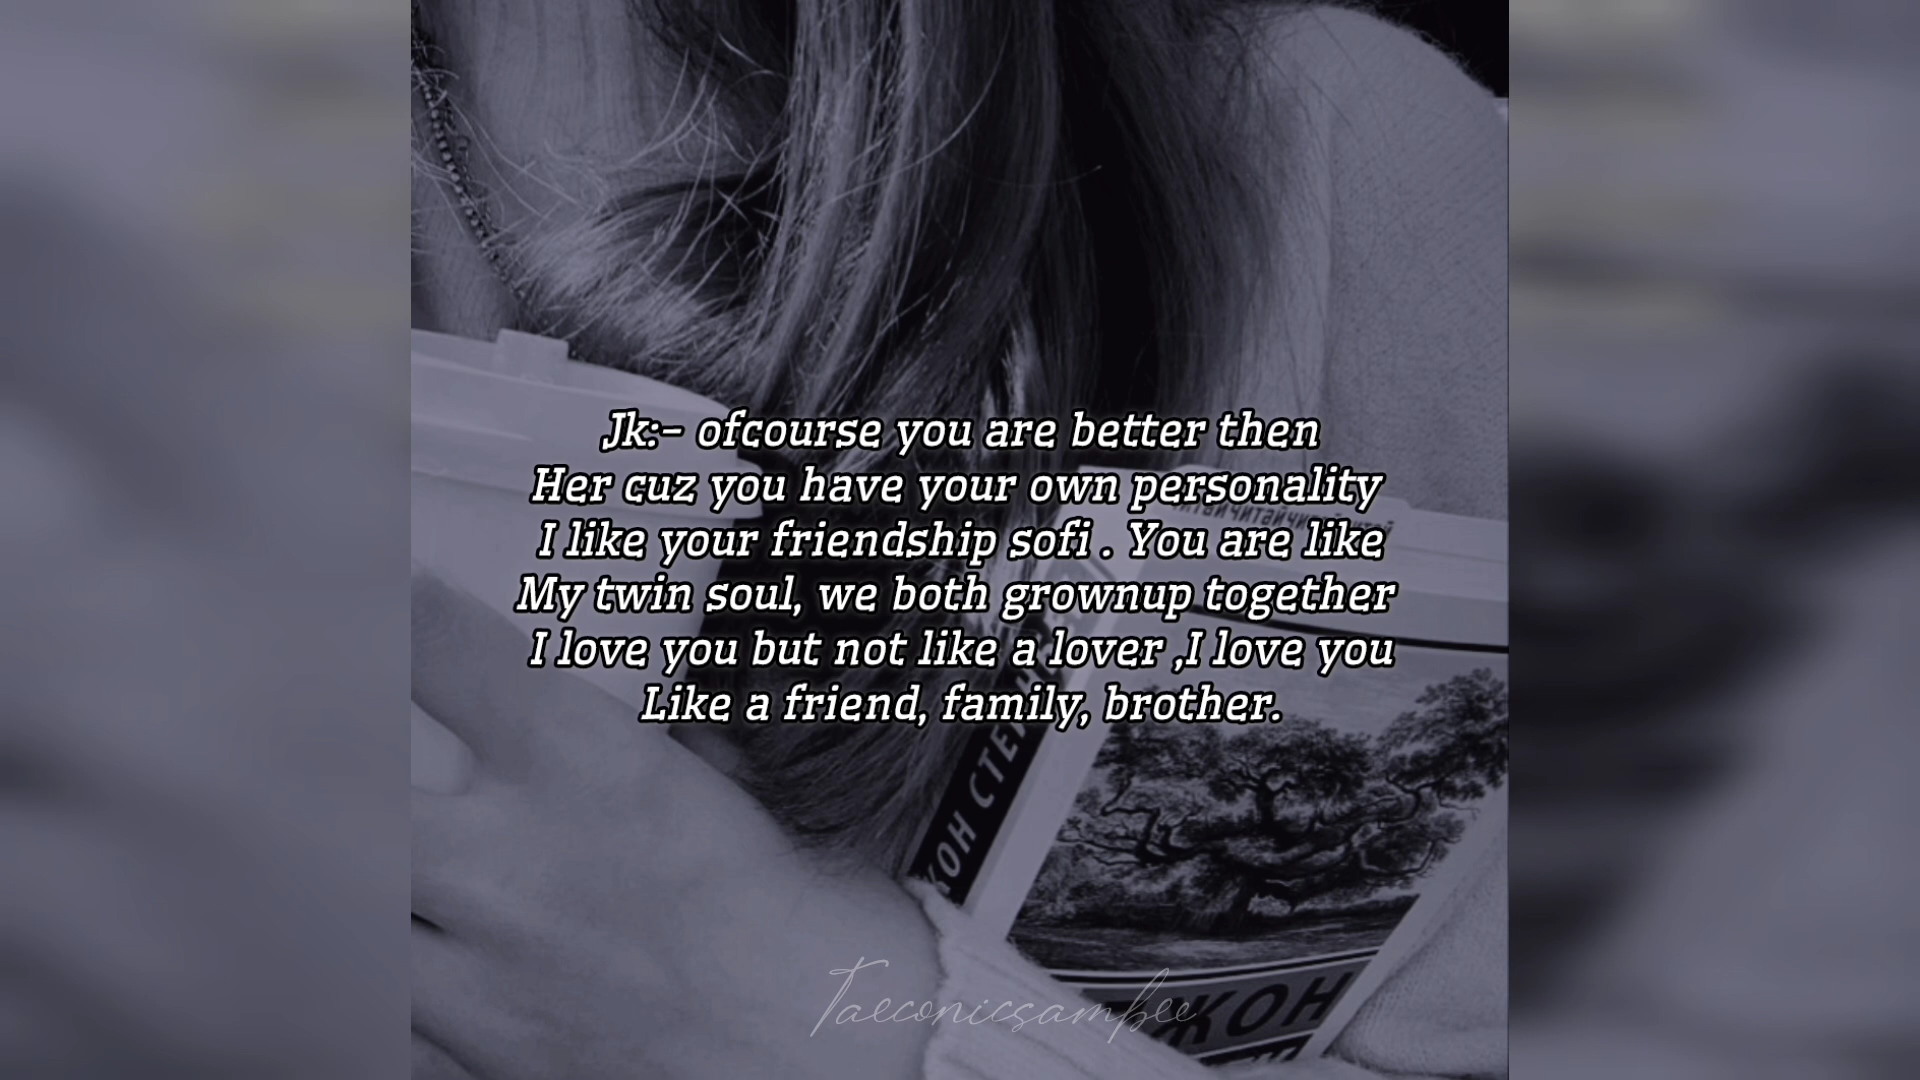 Jk:- ofcourse you are better then
Her cuz you have your own personality
I like your friendship sofi . You are like
My twin soul, we both grownup together
I love you but not like a lover ,I love you
Like a friend, family, brother.
КОН
КОН
Taeconicsambee